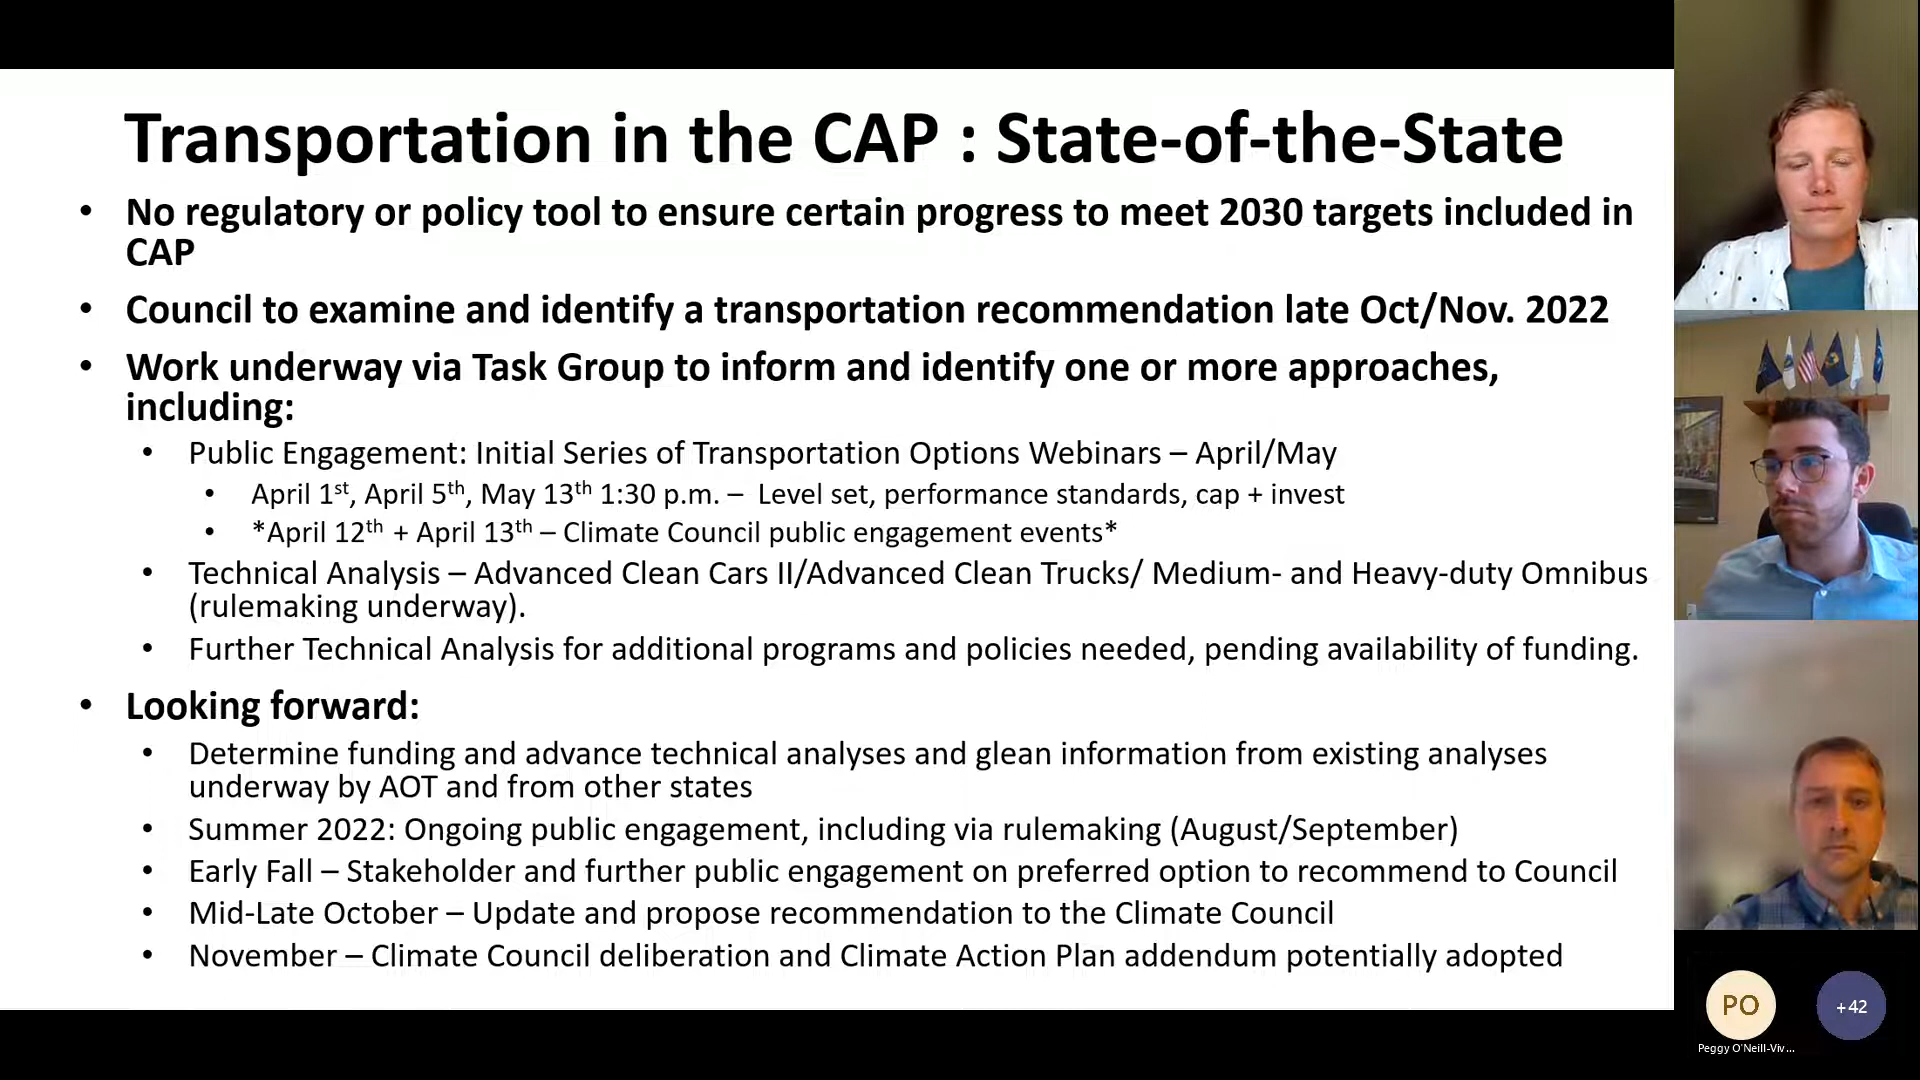 Transportation in the CAP : State-of-the-State
• No regulatory or policy tool to ensure certain progress to meet 2030 targets included in
CAP
• Council to examine and identify a transportation recommendation late Oct/Nov. 2022
• Work underway via Task Group to inform and identify one or more approaches,
including:
• Public Engagement: Initial Series of Transportation Options Webinars – April/May
• April 1st, April 5th, May 13th 1:30 p.m. – Level set, performance standards, cap + invest
• *April 12th + April 13th – Climate Council public engagement events*
• Technical Analysis – Advanced Clean Cars II/Advanced Clean Trucks/ Medium- and Heavy-duty Omnibus
(rulemaking underway).
• Further Technical Analysis for additional programs and policies needed, pending availability of funding.
• Looking forward:
• Determine funding and advance technical analyses and glean information from existing analyses
underway by AOT and from other states
• Summer 2022: Ongoing public engagement, including via rulemaking (August/September)
• Early Fall – Stakeholder and further public engagement on preferred option to recommend to Council
• Mid-Late October – Update and propose recommendation to the Climate Council
• November – Climate Council deliberation and Climate Action Plan addendum potentially adopted
PO
+42
Peggy O'Neill-Viv...